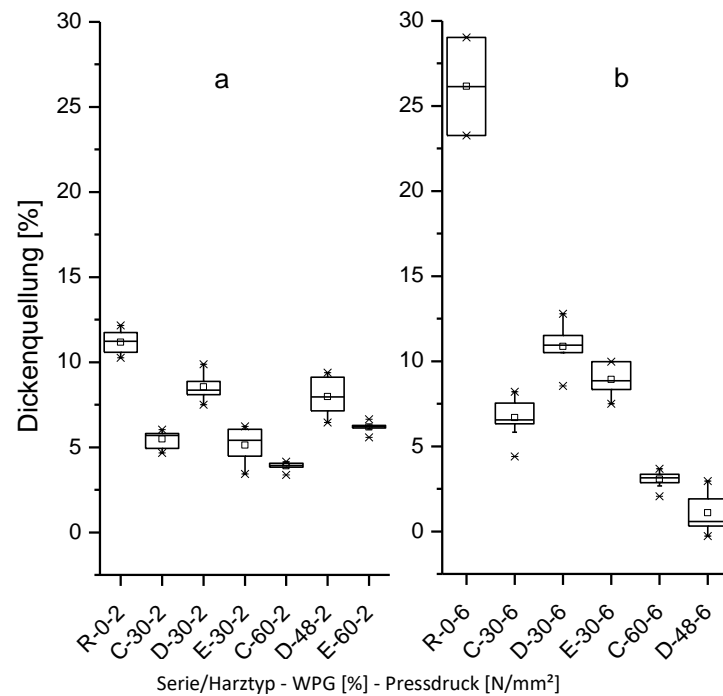 a
b
Dickenquellung [%]
30
25
20
15
10
5
0
30
25
20
15
10
5
0
R-0-2
C-30-2
D-30-2
E-30-2
C-60-2
D-48-2
E-60-2
R-0-6
C-30-6
D-30-6
E-30-6
C-60-6
D-48-6
Serie/Harztyp - WPG [%] - Pressdruck [N/mm²]